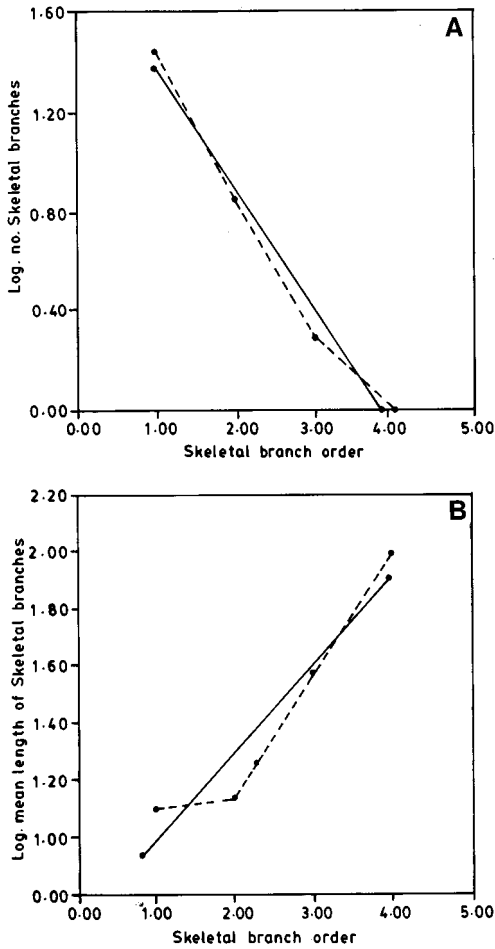 A
Log. no. Skeletal branches
1·60
1·20
0·80
0·40
0·00
0·00 1·00 2·00 3·00 4·00 5·00
Skeletal branch order
B
Log. mean length of Skeletal branches
2·20
2·00
1·80
1·60
1·40
1·20
1·00
0·00
0·00 1·00 2·00 3·00 4·00 5·00
Skeletal branch order